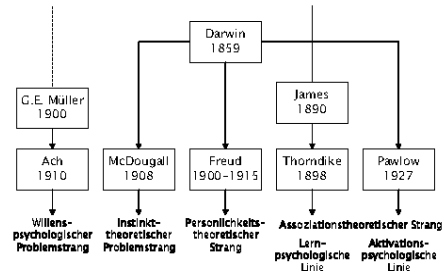 Darwin
1859
G.E. Müller
1900
James
1890
Ach
1910
McDougall
1908
Freud
1900-1915
Thorndike
1898
Pawlow
1927
Willens-
psychologischer
Problemstrang
Instinkt-
theoretischer
Problemstrang
Persönlichkeits-
theoretischer
Strang
Assoziationstheoretischer Strang
Lern-
psychologische
Linie
Aktivations-
psychologische
Linie